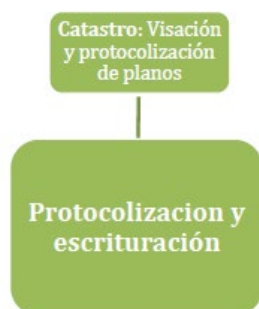 Catastro: Visación
y protocolización
de planos
Protocolizacion y
escrituración